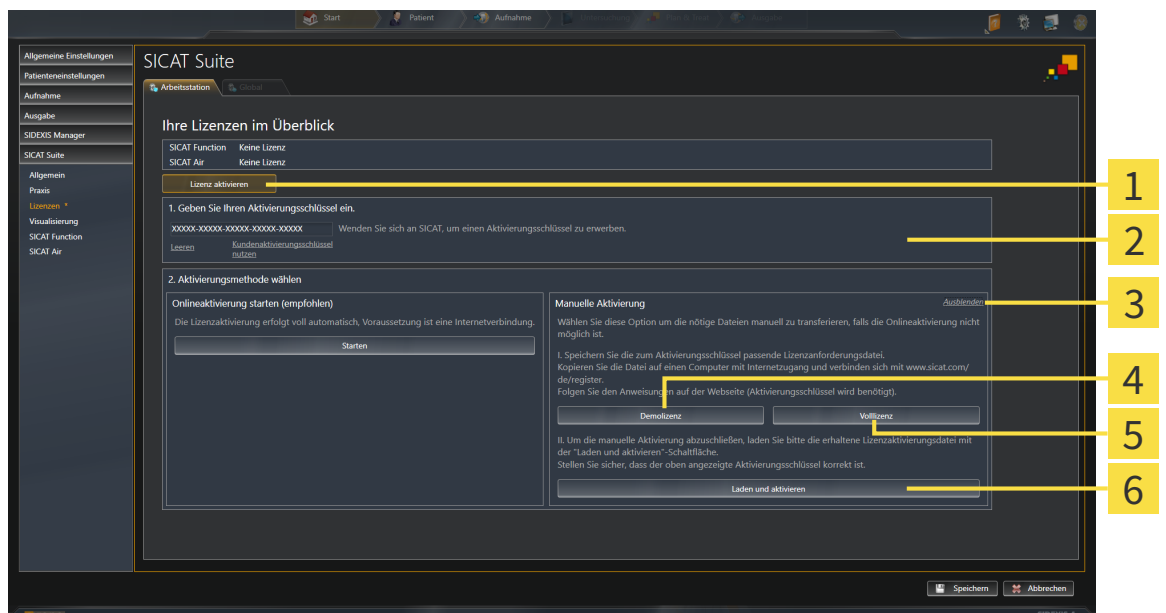 Start
Patient
Aufnahme
Allgemeine Einstellungen
Patienteneinstellungen
Aufnahme
Ausgabe
SIDEXIS Manager
SICAT Suite
Allgemein
Praxis
Lizenzen *
Visualisierung
SICAT Function
SICAT Air
SICAT Suite
Arbeitsstation
Global
Ihre Lizenzen im Überblick
SICAT Function Keine Lizenz
SICAT Air Keine Lizenz
Lizenz aktivieren
1. Geben Sie Ihren Aktivierungsschlüssel ein.
XXXXX-XXXXX-XXXXX-XXXXX-XXXXX Wenden Sie sich an SICAT, um einen Aktivierungsschlüssel zu erwerben.
Leeren
Kundenaktivierungsschlüssel
nutzen
2. Aktivierungsmethode wählen
Onlineaktivierung starten (empfohlen)
Die Lizenzaktivierung erfolgt voll automatisch, Voraussetzung ist eine Internetverbindung.
Starten
Manuelle Aktivierung
Ausblenden
Wählen Sie diese Option um die nötige Dateien manuell zu transferieren, falls die Onlineaktivierung nicht
möglich ist.
I. Speichern Sie die zum Aktivierungsschlüssel passende Lizenzanforderungsdatei.
Kopieren Sie die Datei auf einen Computer mit Internetzugang und verbinden sich mit www.sicat.com/
de/register.
Folgen Sie den Anweisungen auf der Webseite (Aktivierungsschlüssel wird benötigt).
Demolizenz
Volllizenz
II. Um die manuelle Aktivierung abzuschließen, laden Sie bitte die erhaltene Lizenzaktivierungsdatei mit
der "Laden und aktivieren"-Schaltfläche.
Stellen Sie sicher, dass der oben angezeigte Aktivierungsschlüssel korrekt ist.
Laden und aktivieren
Speichern
Abbrechen
1
2
3
4
5
6